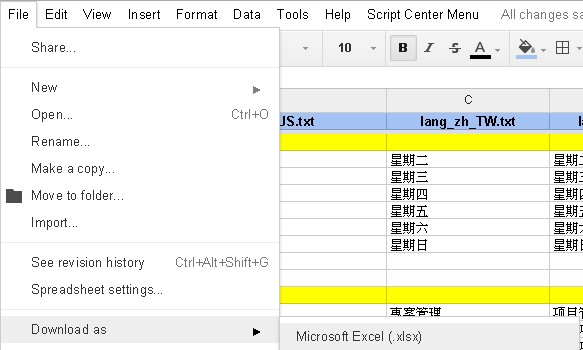 File Edit View Insert Format Data Tools Help Script Center Menu All changes sa
Share...
10 B I S A
New
Open... Ctrl+O
Rename...
Make a copy...
Move to folder...
Import...
See revision history Ctrl+Alt+Shift+G
Spreadsheet settings...
Download as
Microsoft Excel (.xlsx)
C
US.txt lang_zh_TW.txt
星期二 星期
星期三 星期
星期四 星期
星期五 星期
星期六 星期
星期日 星期
專案管理 项目